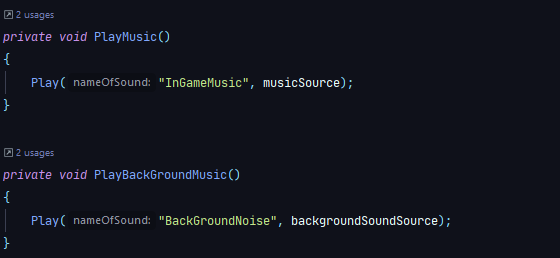 2 usages
private void PlayMusic()
{
Play( nameOfSound: "InGameMusic", musicSource);
}
2 usages
private void PlayBackGroundMusic()
{
Play( nameOfSound: "BackGroundNoise", backgroundSoundSource);
}